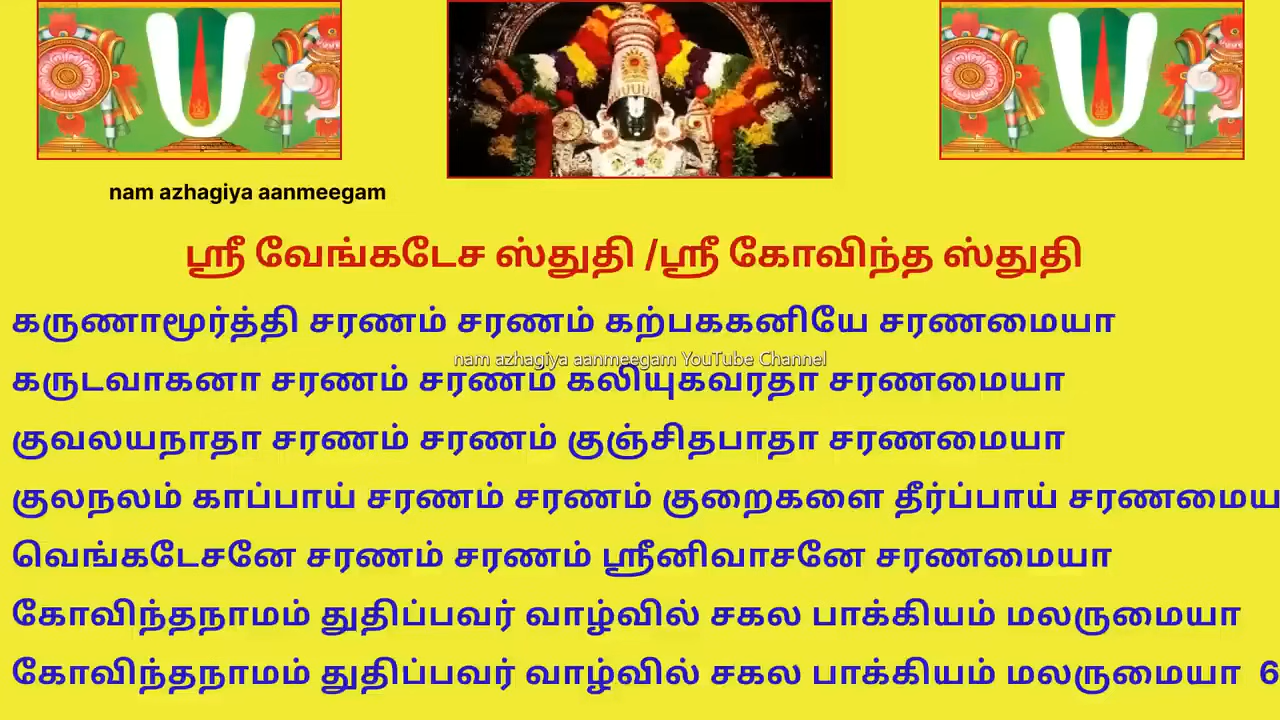 nam azhagiya aanmeegam
ஸ்ரீ வேங்கடேச ஸ்துதி /ஸ்ரீ கோவிந்த ஸ்துதி
கருணாமூர்த்தி சரணம் சரணம் கற்பககனியே சரணமையா
nam azhagiya aanmeegam YouTube Channel
கருடவாகனா சரணம் சரணம் கலியுகவரதா சரணமையா
குவலயநாதா சரணம் சரணம் குஞ்சிதபாதா சரணமையா
குலநலம் காப்பாய் சரணம் சரணம் குறைகளை தீர்ப்பாய் சரணமைய
வெங்கடேசனே சரணம் சரணம் ஸ்ரீனிவாசனே சரணமையா
கோவிந்தநாமம் துதிப்பவர் வாழ்வில் சகல பாக்கியம் மலருமையா
கோவிந்தநாமம் துதிப்பவர் வாழ்வில் சகல பாக்கியம் மலருமையா 6